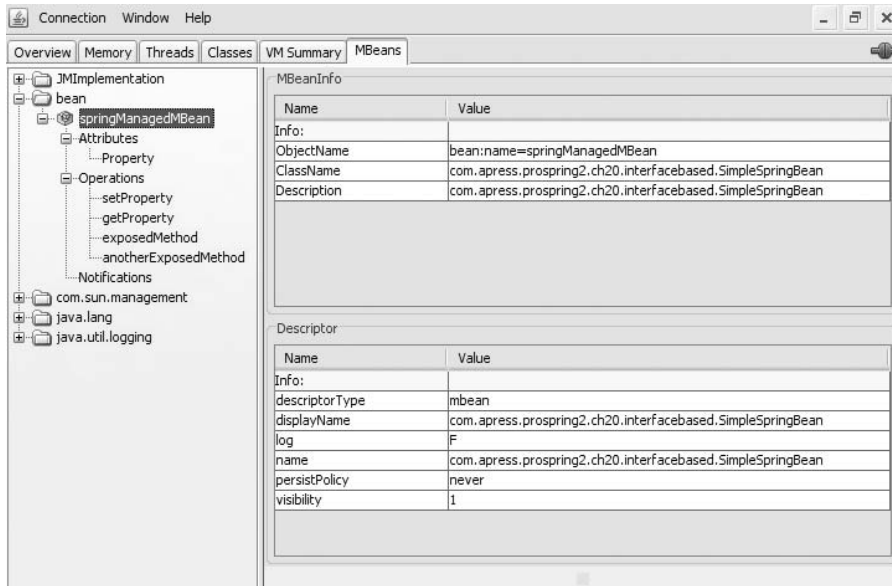 Connection Window Help
Overview Memory Threads Classes VM Summary MBeans
JMImplementation
bean
springManagedMBean
Attributes
Property
Operations
setProperty
getProperty
exposedMethod
anotherExposedMethod
Notifications
com.sun.management
java.lang
java.util.logging
MBeanInfo
Name Value
Info:
ObjectName bean:name=springManagedMBean
ClassName com.apress.prospring2.ch20.interfacebased.SimpleSpringBean
Description com.apress.prospring2.ch20.interfacebased.SimpleSpringBean
Descriptor
Name Value
Info:
descriptorType mbean
displayName com.apress.prospring2.ch20.interfacebased.SimpleSpringBean
log F
name com.apress.prospring2.ch20.interfacebased.SimpleSpringBean
persistPolicy never
visibility 1